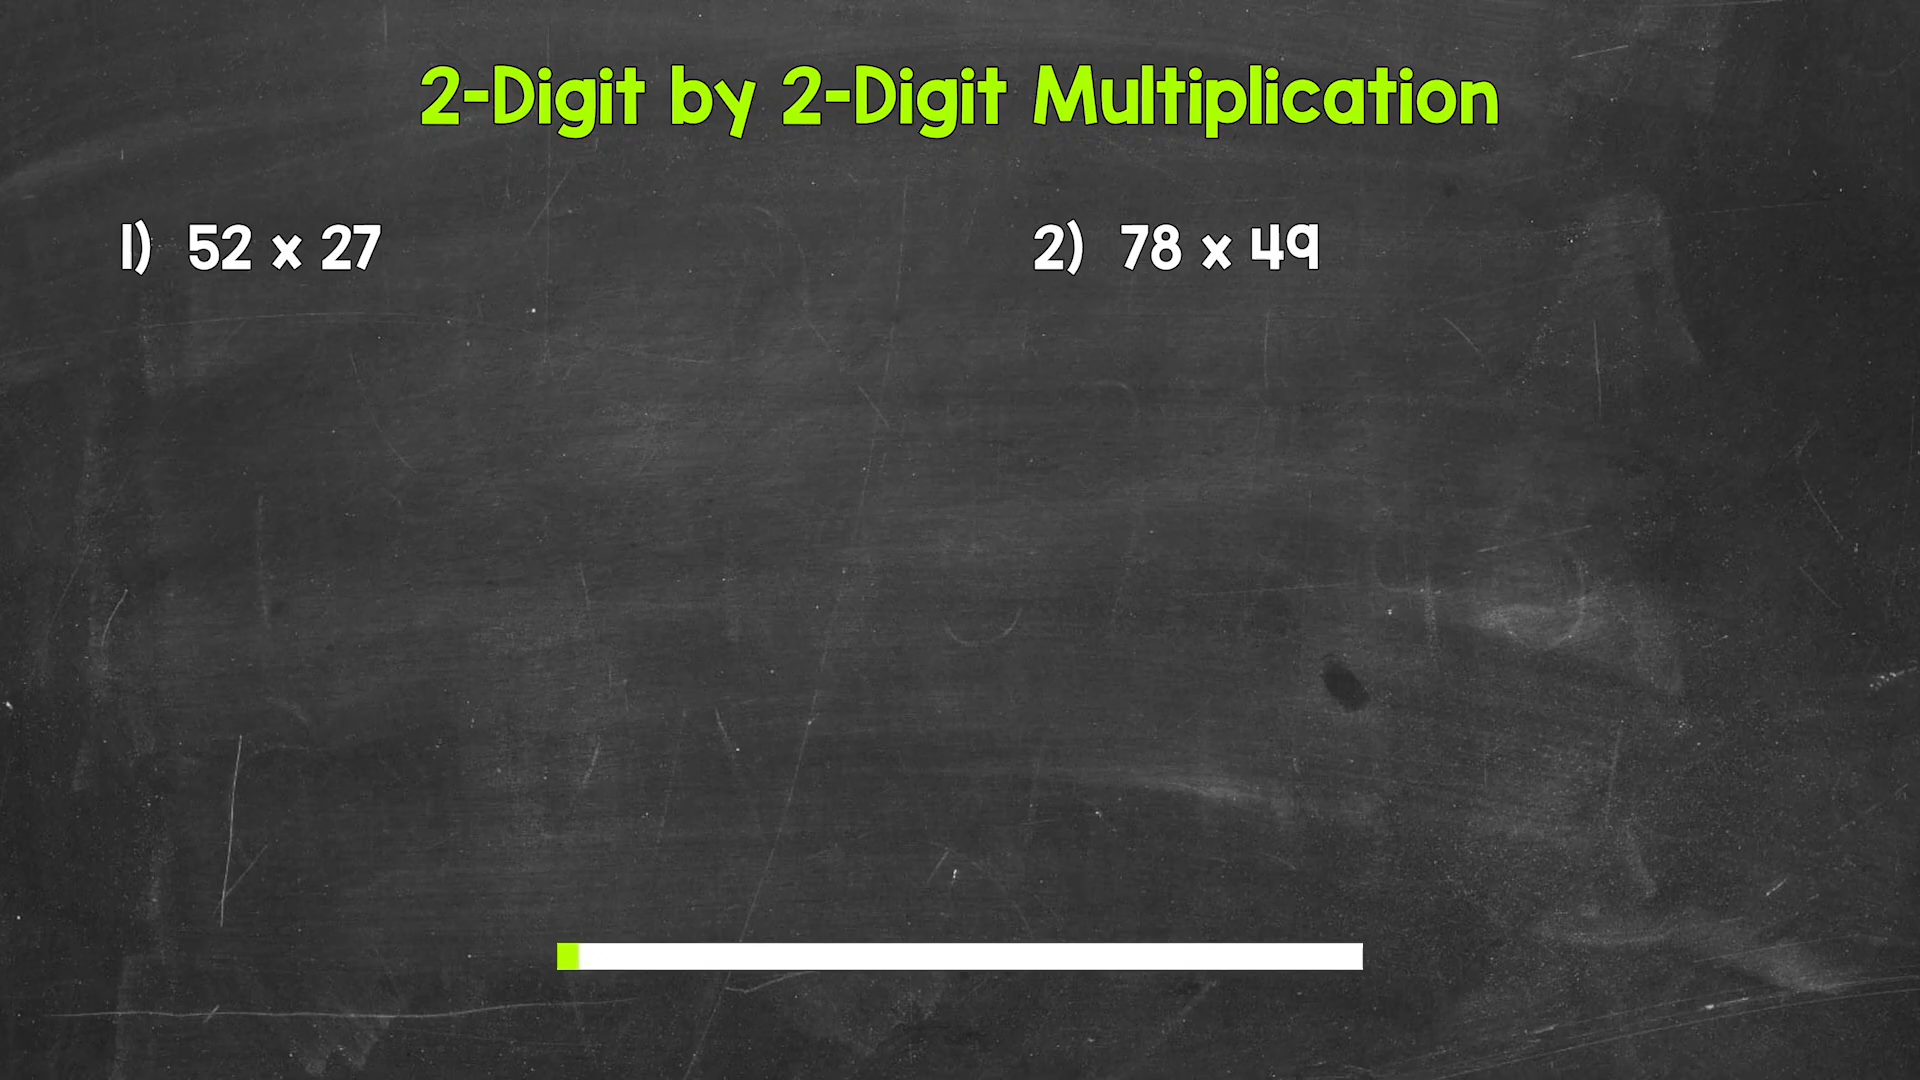 2-Digit by 2-Digit Multiplication
1) 52 x 27
2) 78 x 49